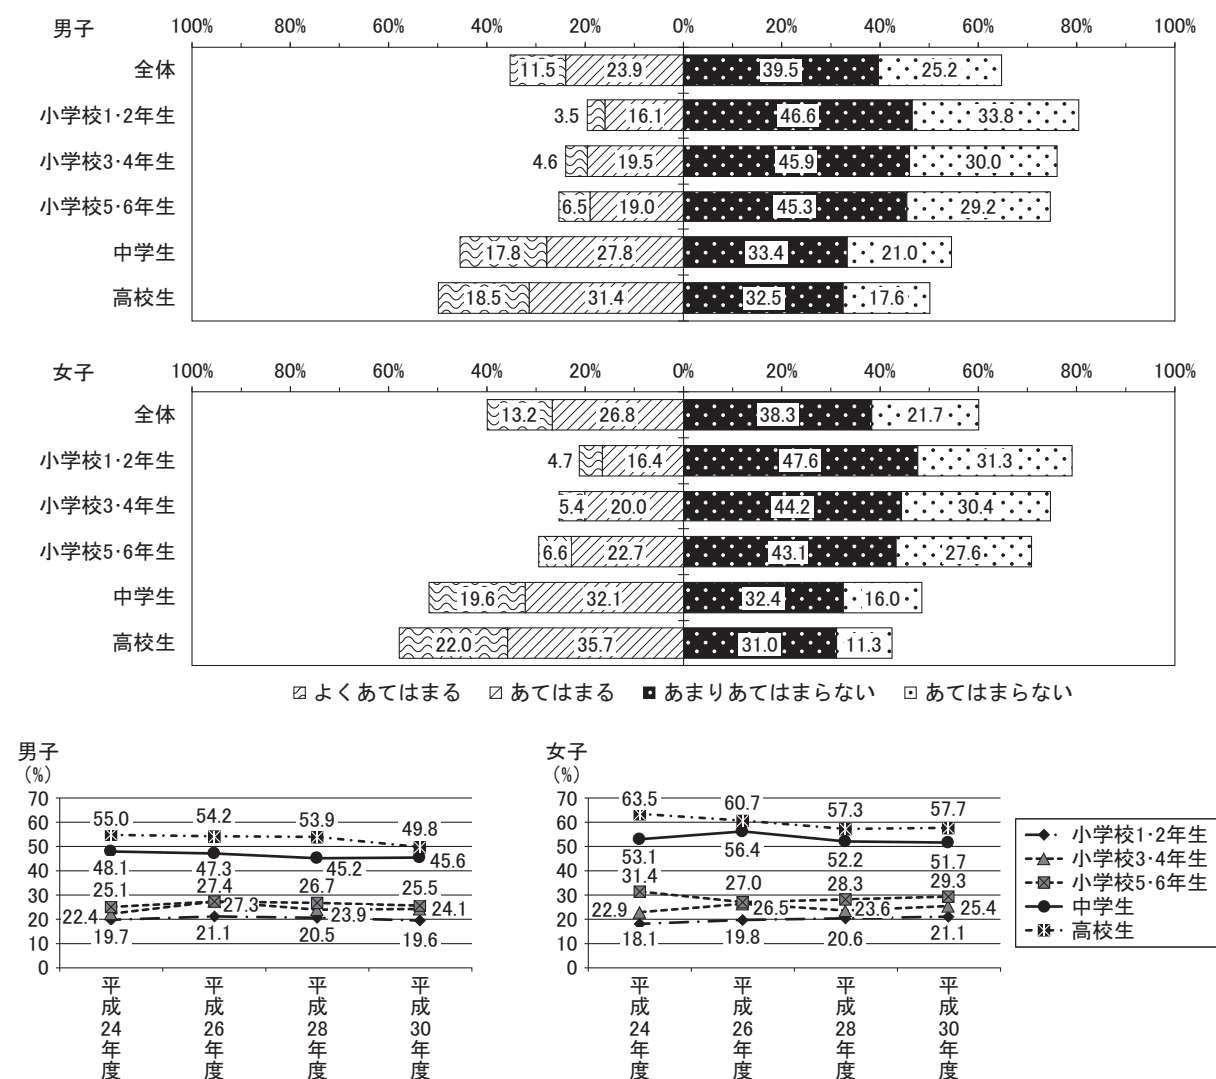 男子 100% 80% 60% 40% 20% 0% 20% 40% 60% 80% 100%
全体 11.5 23.9 39.5 25.2
小学校1･2年生 3.5 16.1 46.6 33.8
小学校3･4年生 4.6 19.5 45.9 30.0
小学校5･6年生 6.5 19.0 45.3 29.2
中学生 17.8 27.8 33.4 21.0
高校生 18.5 31.4 32.5 17.6
女子 100% 80% 60% 40% 20% 0% 20% 40% 60% 80% 100%
全体 13.2 26.8 38.3 21.7
小学校1･2年生 4.7 16.4 47.6 31.3
小学校3･4年生 5.4 20.0 44.2 30.4
小学校5･6年生 6.6 22.7 43.1 27.6
中学生 19.6 32.1 32.4 16.0
高校生 22.0 35.7 31.0 11.3
よくあてはまる あてはまる あまりあてはまらない あてはまらない
男子
(%)
70
60
50
40
30
20
10
0
55.0 54.2 53.9 49.8
48.1 47.3 45.2 45.6
25.1 27.4 26.7 25.5
22.4 27.3 23.9 24.1
19.7 21.1 20.5 19.6
平成24年度
平成26年度
平成28年度
平成30年度
女子
(%)
70
60
50
40
30
20
10
0
63.5 60.7 57.3 57.7
53.1 56.4 52.2 51.7
31.4 27.0 28.3 29.3
22.9 26.5 23.6 25.4
18.1 19.8 20.6 21.1
平成24年度
平成26年度
平成28年度
平成30年度
小学校1･2年生
小学校3･4年生
小学校5･6年生
中学生
高校生